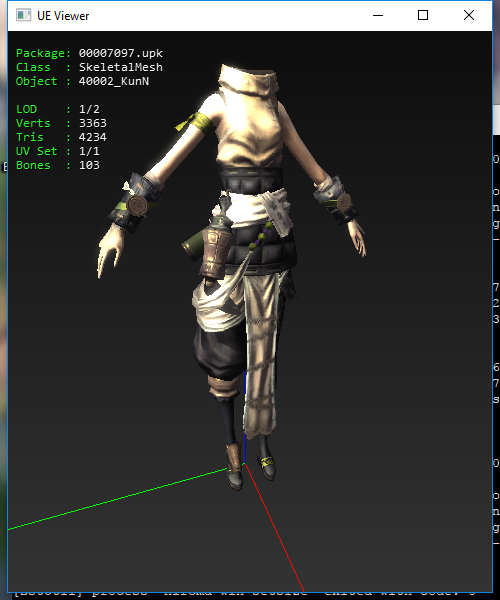 UE Viewer
Package: 00007097.upk
Class  : SkeletalMesh
Object : 40002_KunN
LOD    : 1/2
Verts  : 3363
Tris   : 4234
UV Set : 1/1
Bones  : 103